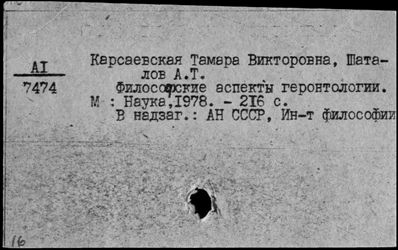 Карсаевская Тамара Викторовна, Шата-
лов А.Т.
АI
7474
Философские аспекты геронтологии.
М : Наука,1978. - 216 с.
В надзаг.: АН СССР, Ин-т философии
16